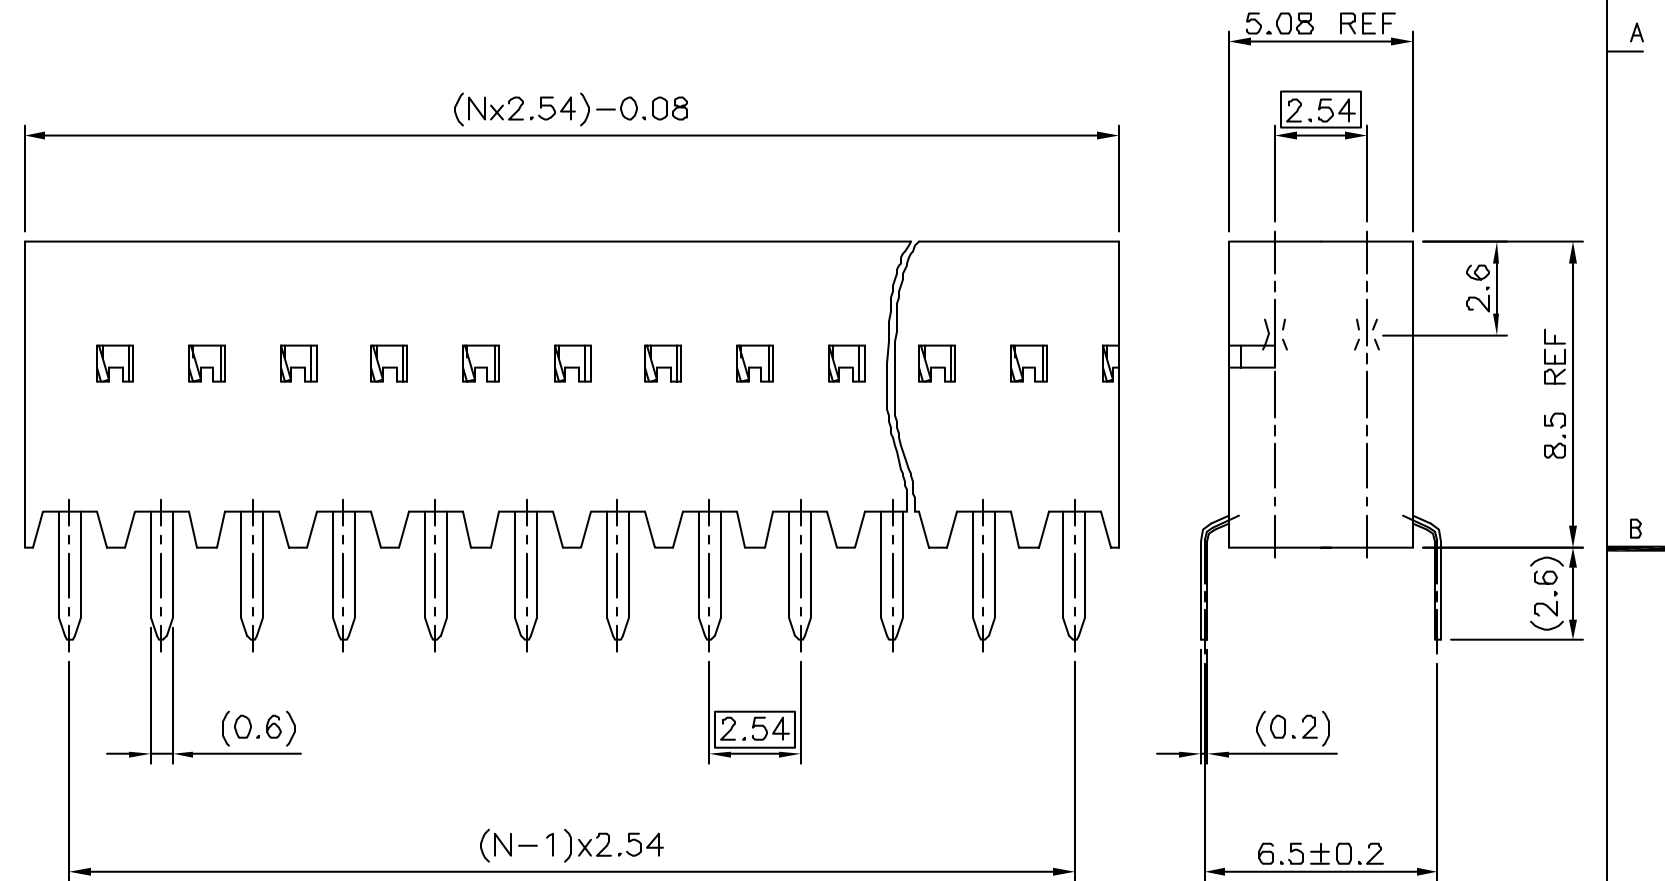 5.08 REF
A
(Nx2.54)-0.08
2.54
2.6
8.5 REF
B
(2.6)
(0.6)
2.54
(0.2)
(N-1)x2.54
6.5±0.2